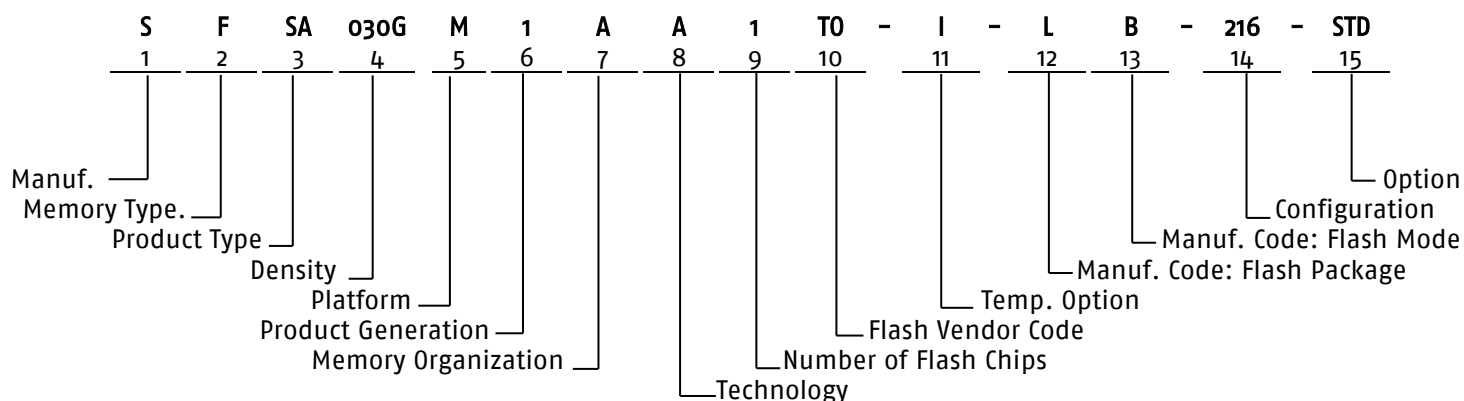 S F SA 030G M 1 A A 1 TO - I - L B - 216 - STD
1 2 3 4 5 6 7 8 9 10 11 12 13 14 15
Manuf. Option
Memory Type. Configuration
Product Type Manuf. Code: Flash Mode
Density Manuf. Code: Flash Package
Platform Temp. Option
Product Generation Flash Vendor Code
Memory Organization Number of Flash Chips
Technology